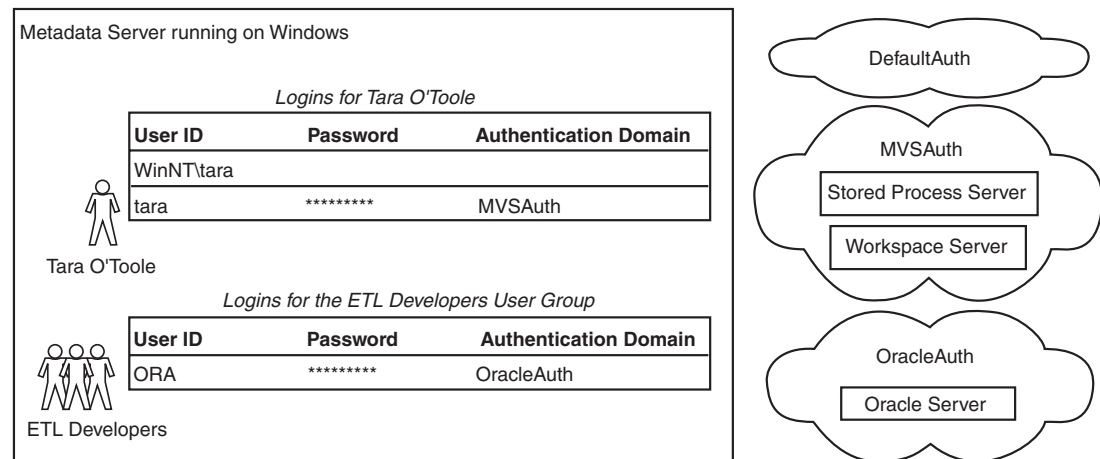 Metadata Server running on Windows
Logins for Tara O'Toole
User ID Password Authentication Domain
WinNT\tara
tara ********* MVSAuth
Tara O'Toole
Logins for the ETL Developers User Group
User ID Password Authentication Domain
ORA ********* OracleAuth
ETL Developers
DefaultAuth
MVSAuth
Stored Process Server
Workspace Server
OracleAuth
Oracle Server